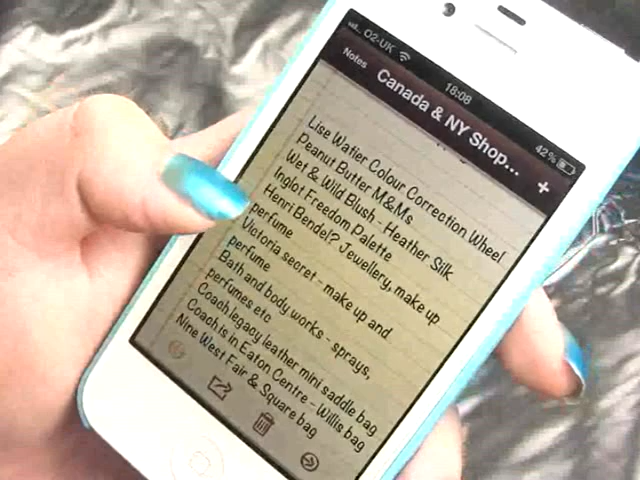 O2-UK 18:08 42%
Notes Canada & NY Shop... +
Lise Watier Colour Correction Wheel
Peanut Butter M&Ms
Wet & Wild Blush - Heather Silk
Inglot Freedom Palette
Henri Bendel? Jewellery, make up
perfume
Victoria secret - make up and
perfume
Bath and body works - sprays,
perfumes etc
Coach legacy leather mini saddle bag
Coach is in Eaton Centre - Willis bag
Nine West Fair & Square bag